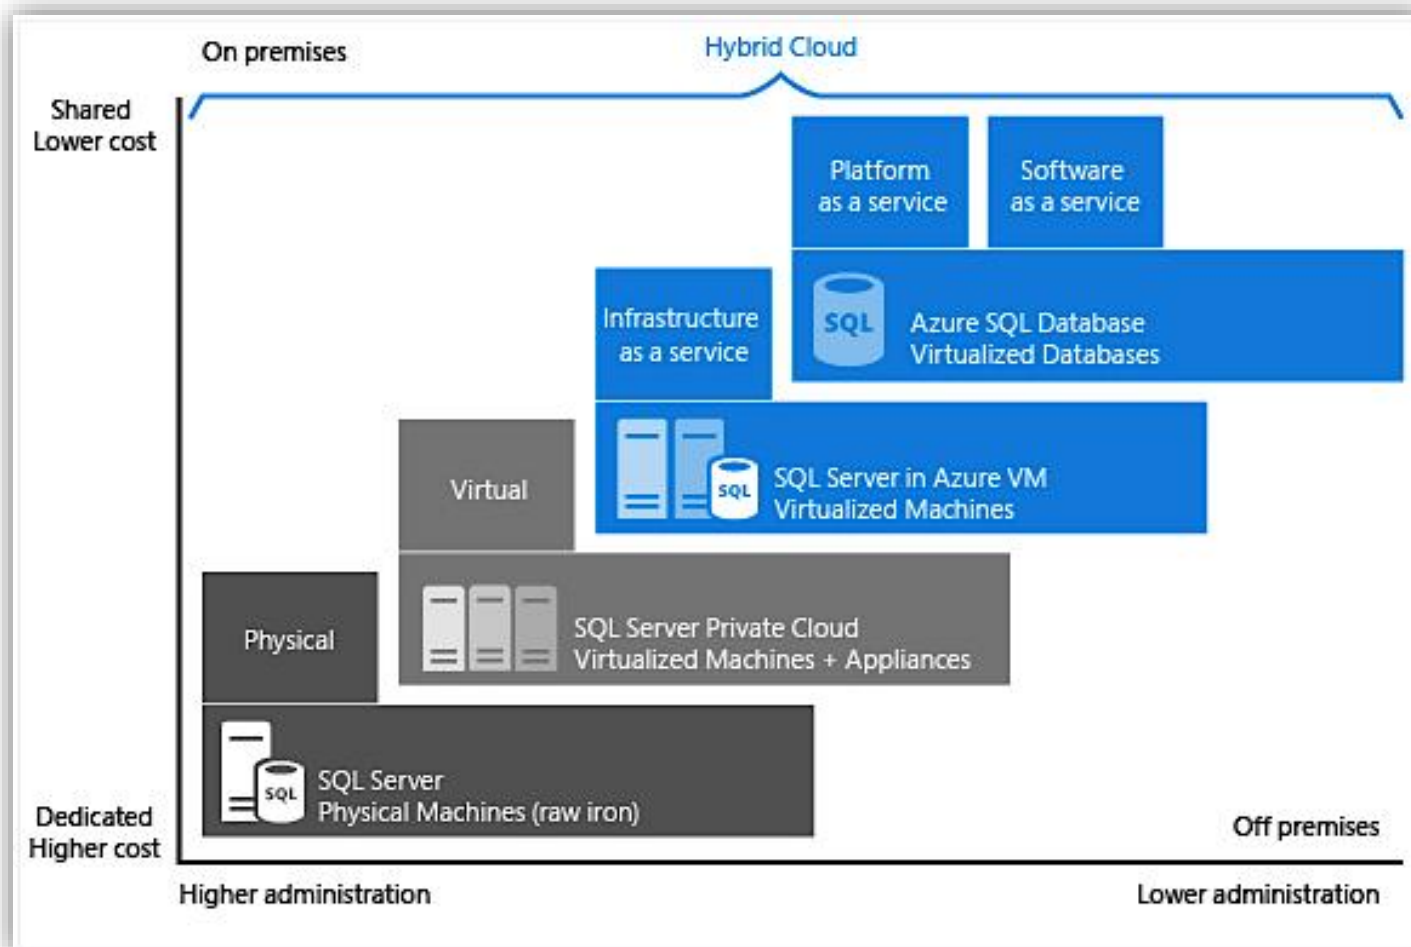 On premises
Hybrid Cloud
Shared
Lower cost
Platform
as a service
Software
as a service
SQL
Azure SQL Database
Virtualized Databases
Infrastructure
as a service
SQL
SQL Server in Azure VM
Virtualized Machines
Virtual
SQL Server Private Cloud
Virtualized Machines + Appliances
Physical
SQL
SQL Server
Physical Machines (raw iron)
Dedicated
Higher cost
Off premises
Higher administration
Lower administration